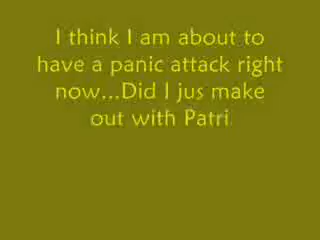 I think I am about to
have a panic attack right
now...Did I jus make
out with Patri